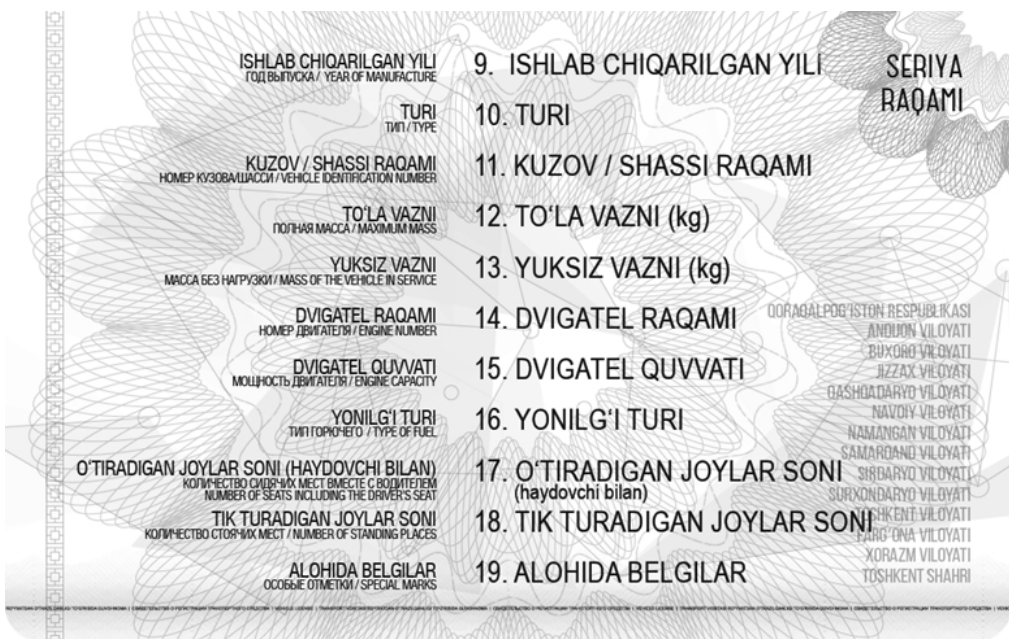 ISHLAB CHIQARILGAN YILI
ГОД ВЫПУСКА / YEAR OF MANUFACTURE
9. ISHLAB CHIQARILGAN YILI
SERIYA
RAQAMI
TURI
ТИП / TYPE
10. TURI
KUZOV / SHASSI RAQAMI
НОМЕР КУЗОВА/ШАССИ / VEHICLE IDENTIFICATION NUMBER
11. KUZOV / SHASSI RAQAMI
TO‘LA VAZNI
ПОЛНАЯ МАССА / MAXIMUM MASS
12. TO‘LA VAZNI (kg)
YUKSIZ VAZNI
МАССА БЕЗ НАГРУЗКИ / MASS OF THE VEHICLE IN SERVICE
13. YUKSIZ VAZNI (kg)
DVIGATEL RAQAMI
НОМЕР ДВИГАТЕЛЯ / ENGINE NUMBER
14. DVIGATEL RAQAMI
DVIGATEL QUVVATI
МОЩНОСТЬ ДВИГАТЕЛЯ / ENGINE CAPACITY
15. DVIGATEL QUVVATI
YONILG‘I TURI
ТИП ГОРЮЧЕГО / TYPE OF FUEL
16. YONILG‘I TURI
O‘TIRADIGAN JOYLAR SONI (HAYDOVCHI BILAN)
КОЛИЧЕСТВО СИДЯЧИХ МЕСТ ВМЕСТЕ С ВОДИТЕЛЕМ
NUMBER OF SEATS INCLUDING THE DRIVER'S SEAT
17. O‘TIRADIGAN JOYLAR SONI
(haydovchi bilan)
TIK TURADIGAN JOYLAR SONI
КОЛИЧЕСТВО СТОЯЧИХ МЕСТ / NUMBER OF STANDING PLACES
18. TIK TURADIGAN JOYLAR SONI
ALOHIDA BELGILAR
ОСОБЫЕ ОТМЕТКИ / SPECIAL MARKS
19. ALOHIDA BELGILAR
QORAQALPOG‘ISTON RESPUBLIKASI
ANDIJON VILOYATI
BUXORO VILOYATI
JIZZAX VILOYATI
QASHQADARYO VILOYATI
NAVOIY VILOYATI
NAMANGAN VILOYATI
SAMARQAND VILOYATI
SIRDARYO VILOYATI
SURXONDARYO VILOYATI
TOSHKENT VILOYATI
FARG‘ONA VILOYATI
XORAZM VILOYATI
TOSHKENT SHAHRI